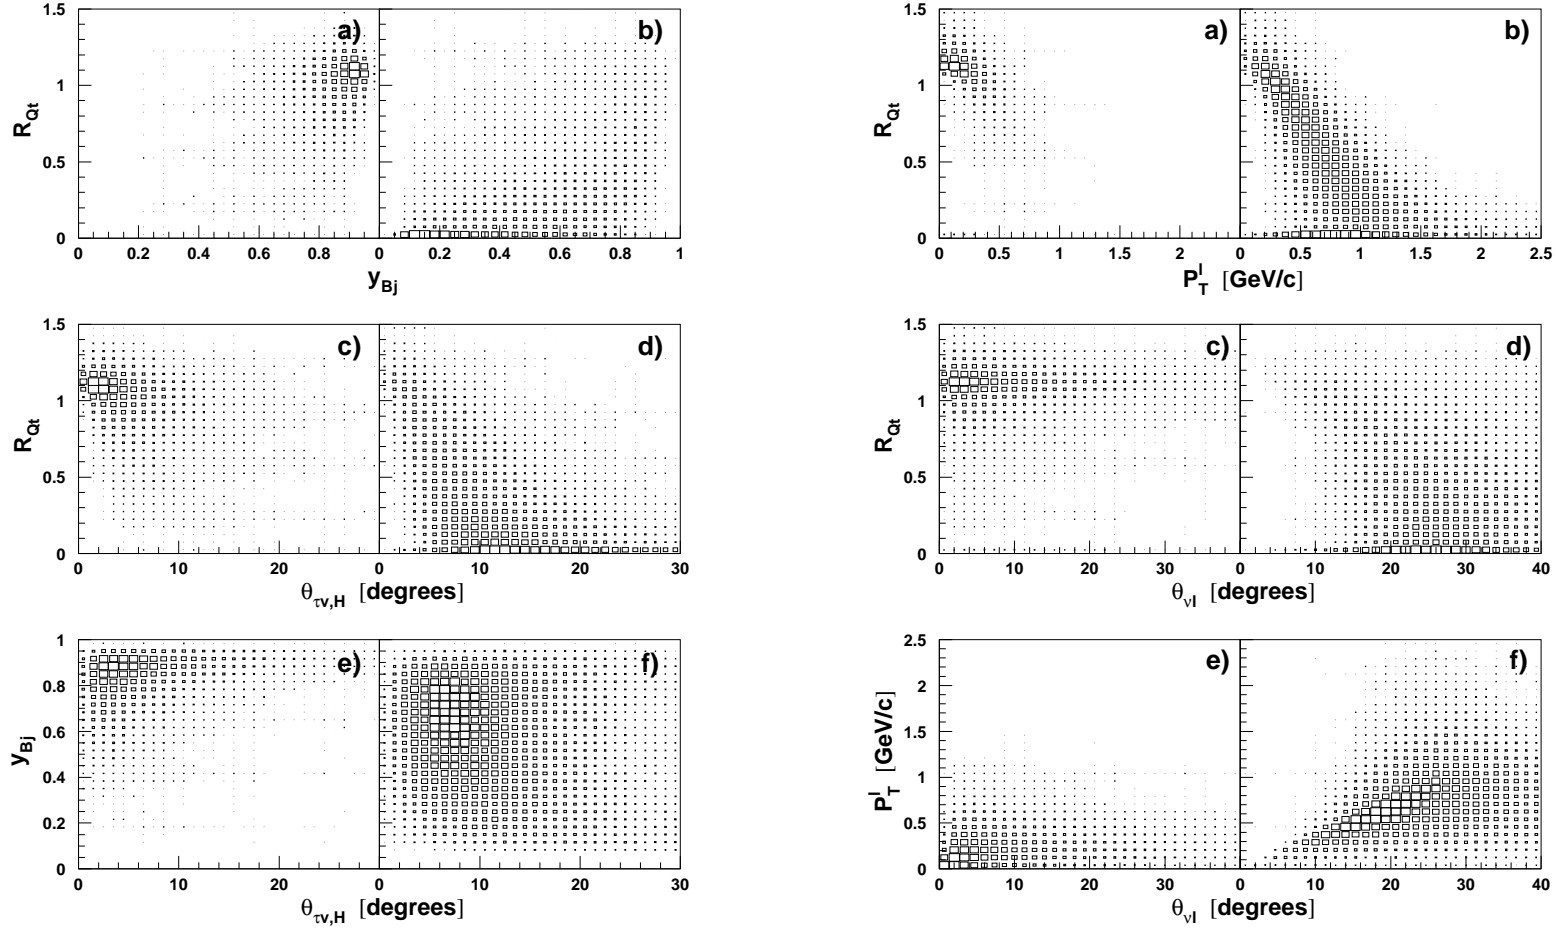 1.5 a) b) 1.5 a) b)
R_Qt 1 R_Qt 1
0.5 0.5
0 0
0 0.2 0.4 0.6 0.8 0 0.2 0.4 0.6 0.8 1 0 0.5 1 1.5 2 0 0.5 1 1.5 2 2.5
y_Bj P_T^l [GeV/c]
1.5 c) d) 1.5 c) d)
R_Qt 1 R_Qt 1
0.5 0.5
0 0
0 10 20 0 10 20 30 0 10 20 30 0 10 20 30 40
θ_τν,H [degrees] θ_νl [degrees]
1 e) f) 2.5 e) f)
0.8 2
y_Bj 0.6 P_T^l [GeV/c] 1.5
0.4 1
0.2 0.5
0 0
0 10 20 0 10 20 30 0 10 20 30 0 10 20 30 40
θ_τν,H [degrees] θ_νl [degrees]